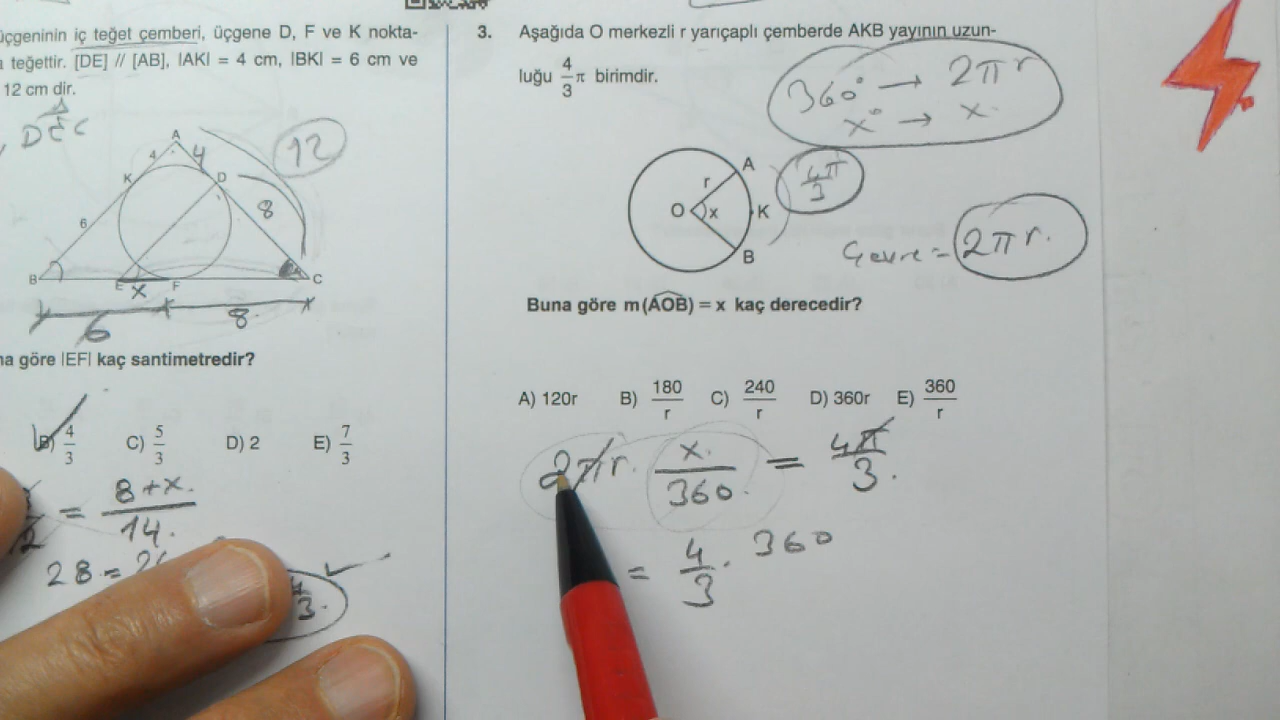 üçgeninin iç teğet çemberi, üçgene D, F ve K nokta-
teğettir. [DE] // [AB], |AK| = 4 cm, |BK| = 6 cm ve
12 cm dir.
DEC
A
4
4
12
K
D
8
6
B
E
F
C
x
6
8
na göre |EF| kaç santimetredir?
B) 4/3 C) 5/3 D) 2 E) 7/3
= 8+x/14
28 =
3
3. Aşağıda O merkezli r yarıçaplı çemberde AKB yayının uzun-
luğu 4/3 π birimdir.
360° → 2πr
x° → x
A
r
4π/3
O
x
K
B
Çevre = 2πr.
Buna göre m(AOB) = x kaç derecedir?
A) 120r B) 180/r C) 240/r D) 360r E) 360/r
2πr. x/360 = 4π/3.
= 4/3 . 360